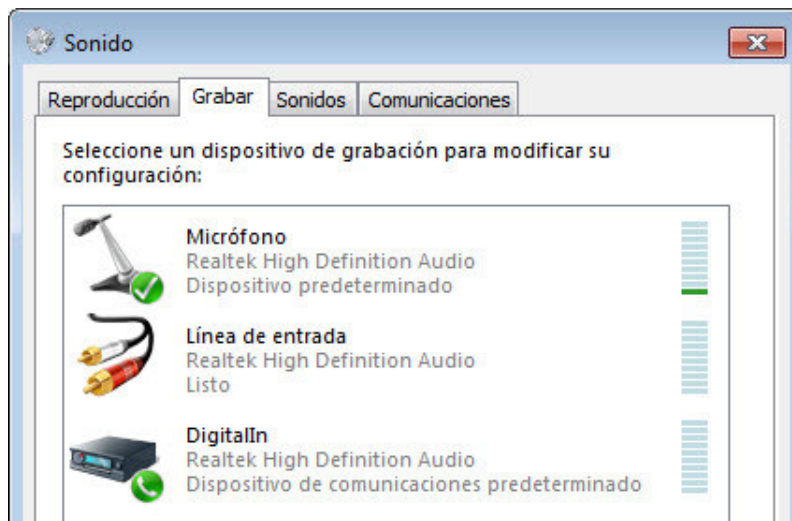 Sonido
Reproducción Grabar Sonidos Comunicaciones
Seleccione un dispositivo de grabación para modificar su
configuración:
Micrófono
Realtek High Definition Audio
Dispositivo predeterminado
Línea de entrada
Realtek High Definition Audio
Listo
DigitalIn
Realtek High Definition Audio
Dispositivo de comunicaciones predeterminado